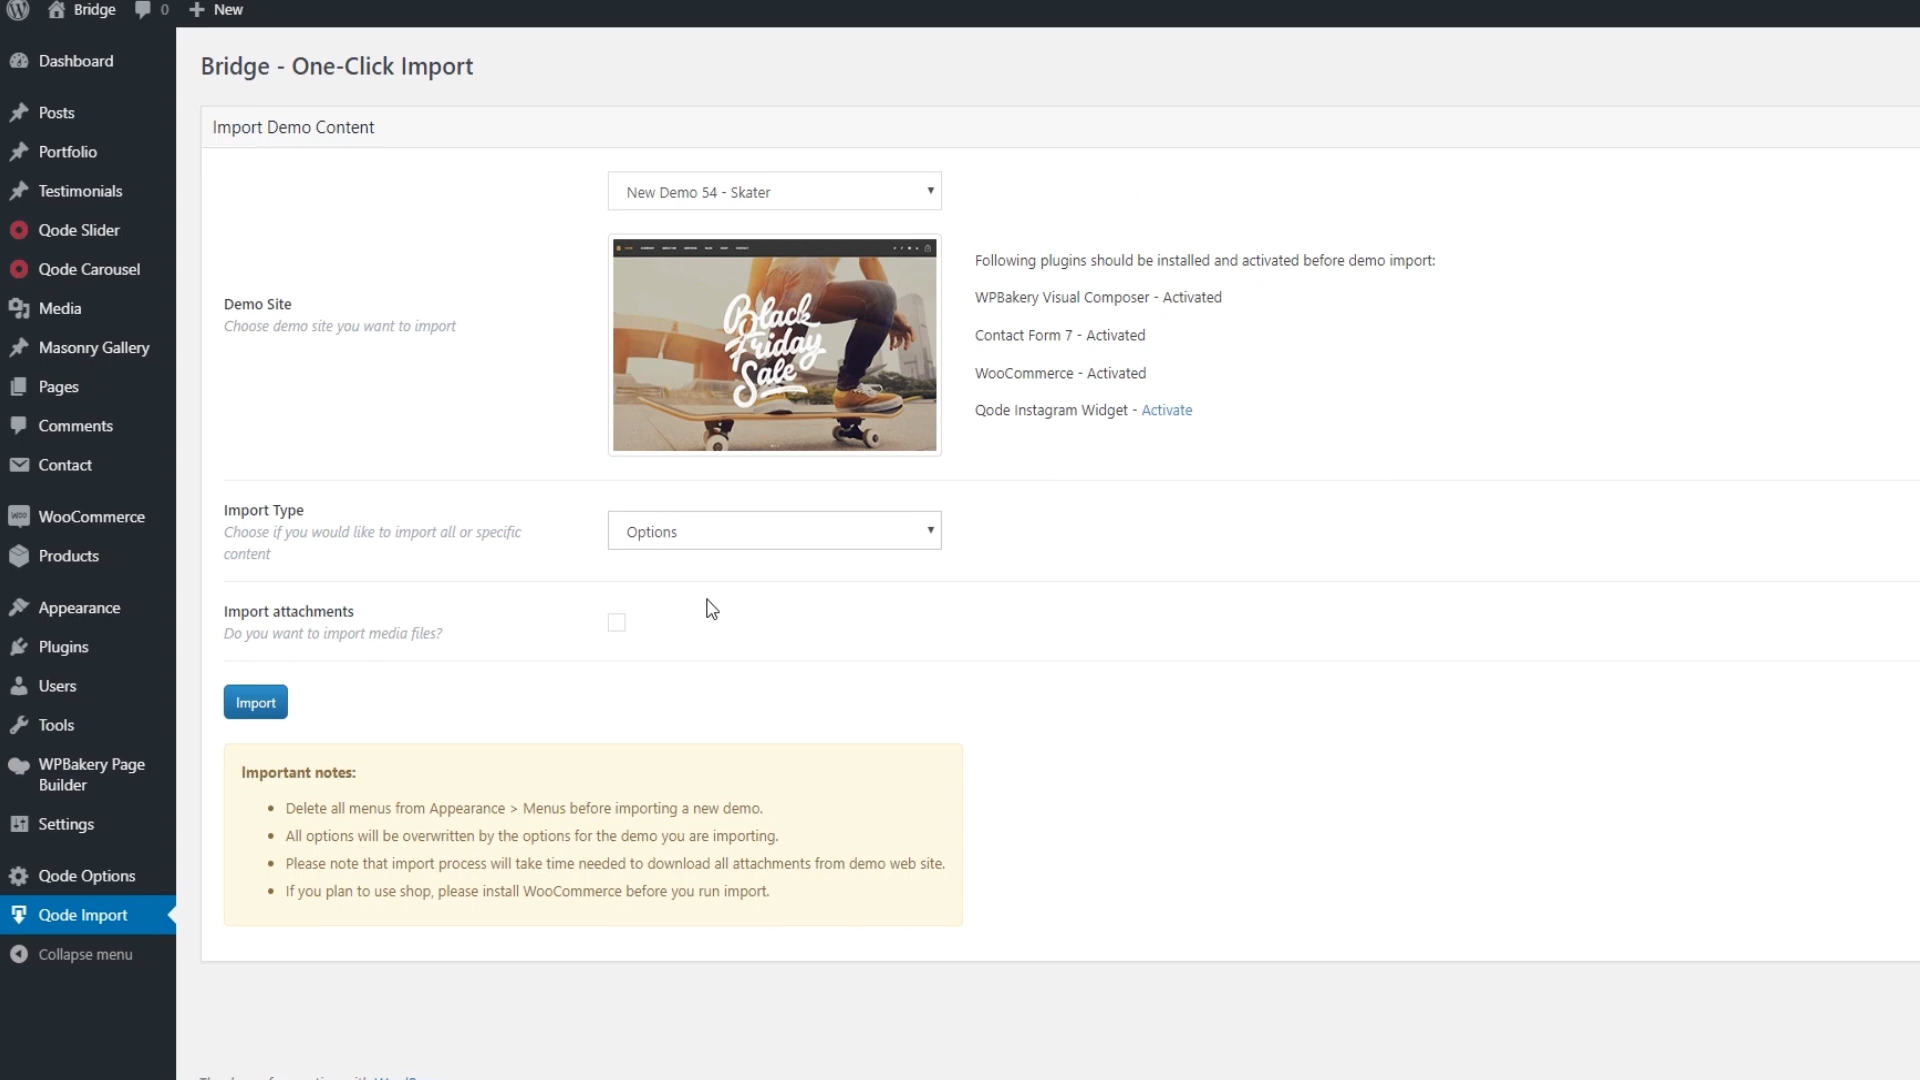 Bridge 0 New
Dashboard
Posts
Portfolio
Testimonials
Qode Slider
Qode Carousel
Media
Masonry Gallery
Pages
Comments
Contact
WooCommerce
Products
Appearance
Plugins
Users
Tools
WPBakery Page
Builder
Settings
Qode Options
Qode Import
Collapse menu
Bridge - One-Click Import
Import Demo Content
New Demo 54 - Skater
Demo Site
Choose demo site you want to import
Black
Friday
Sale
Following plugins should be installed and activated before demo import:
WPBakery Visual Composer - Activated
Contact Form 7 - Activated
WooCommerce - Activated
Qode Instagram Widget - Activate
Import Type
Choose if you would like to import all or specific
content
Options
Import attachments
Do you want to import media files?
Import
Important notes:
• Delete all menus from Appearance > Menus before importing a new demo.
• All options will be overwritten by the options for the demo you are importing.
• Please note that import process will take time needed to download all attachments from demo web site.
• If you plan to use shop, please install WooCommerce before you run import.